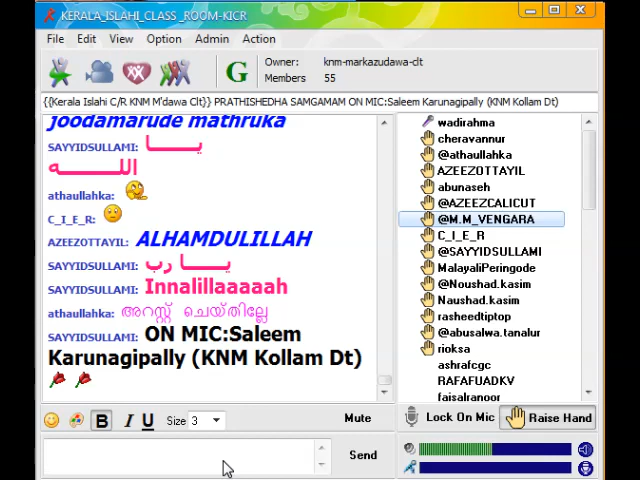 KERALA_ISLAHI_CLASS_ROOM-KICR
File Edit View Option Admin Action
G
Owner: knm-markazudawa-clt
Members 55
{{Kerala Islahi C/R KNM M'dawa Clt}} PRATHISHEDHA SAMGAMAM ON MIC:Saleem Karunagipally (KNM Kollam Dt)
joodamarude mathruka
SAYYIDSULLAMI: يـــــــا
اللـــــــه
athaullahka:
C_I_E_R:
AZEEZOTTAYIL: ALHAMDULILLAH
SAYYIDSULLAMI: يـــــا رب
SAYYIDSULLAMI: Innalillaaaaah
athaullahka: അറസ്റ്റ് ചെയ്തില്ലേ
SAYYIDSULLAMI: ON MIC:Saleem
Karunagipally (KNM Kollam Dt)
wadirahma
cheravannur
@athaullahka
AZEEZOTTAYIL
abunaseh
@AZEEZCALICUT
@M.M_VENGARA
C_I_E_R
@SAYYIDSULLAMI
MalayaliPeringode
@Noushad.kasim
Naushad.kasim
rasheedtiptop
@abusalwa.tanalur
rioksa
ashrafcgc
RAFAFUADKV
faisalranoor
B I U Size 3 Mute
Lock On Mic Raise Hand
Send